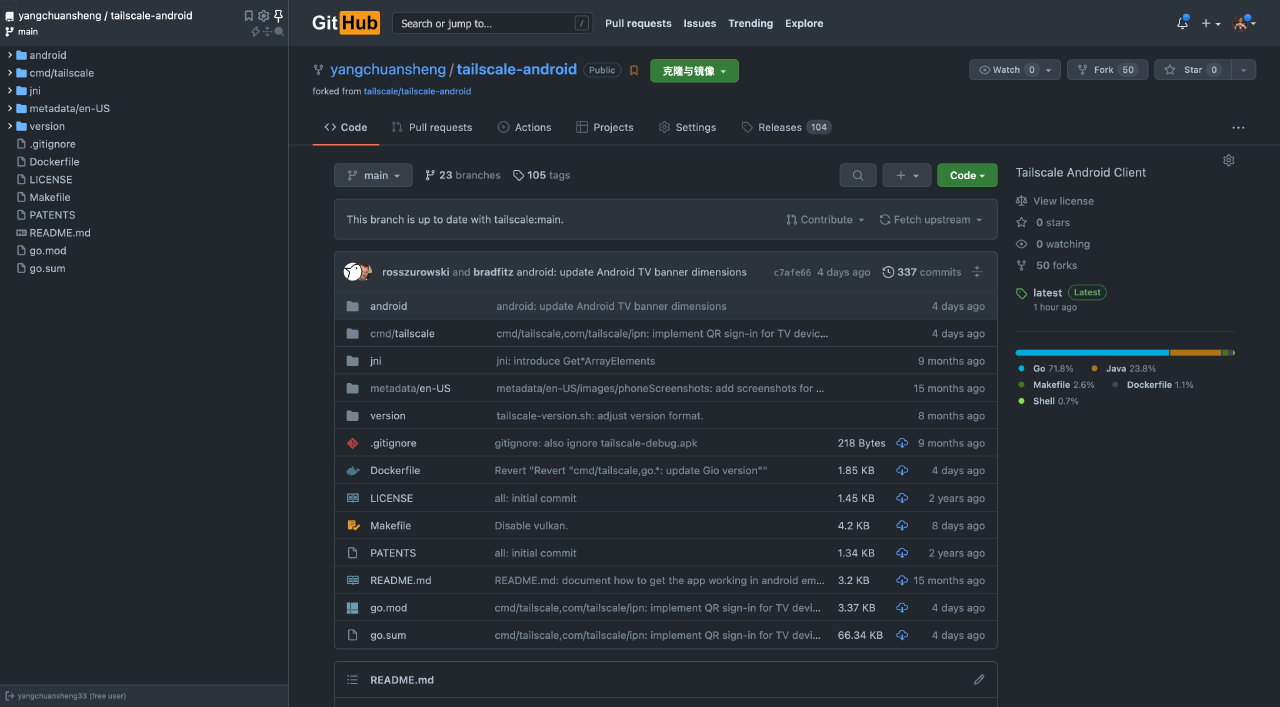 yangchuansheng / tailscale-android
main
android
cmd/tailscale
jni
metadata/en-US
version
.gitignore
Dockerfile
LICENSE
Makefile
PATENTS
README.md
go.mod
go.sum
yangchuansheng33 (free user)
GitHub
Search or jump to... /
Pull requests Issues Trending Explore
yangchuansheng / tailscale-android Public 克隆与镜像
forked from tailscale/tailscale-android
Watch 0 Fork 50 Star 0
Code Pull requests Actions Projects Settings Releases 104
main 23 branches 105 tags Code
This branch is up to date with tailscale:main. Contribute Fetch upstream
rosszurowski and bradfitz android: update Android TV banner dimensions c7afe66 4 days ago 337 commits
android android: update Android TV banner dimensions 4 days ago
cmd/tailscale cmd/tailscale,com/tailscale/ipn: implement QR sign-in for TV devic... 4 days ago
jni jni: introduce Get*ArrayElements 9 months ago
metadata/en-US metadata/en-US/images/phoneScreenshots: add screenshots for ... 15 months ago
version tailscale-version.sh: adjust version format. 8 months ago
.gitignore gitignore: also ignore tailscale-debug.apk 218 Bytes 9 months ago
Dockerfile Revert "Revert "cmd/tailscale,go.*: update Gio version"" 1.85 KB 4 days ago
LICENSE all: initial commit 1.45 KB 2 years ago
Makefile Disable vulkan. 4.2 KB 8 days ago
PATENTS all: initial commit 1.34 KB 2 years ago
README.md README.md: document how to get the app working in android em... 3.2 KB 15 months ago
go.mod cmd/tailscale,com/tailscale/ipn: implement QR sign-in for TV devi... 3.37 KB 4 days ago
go.sum cmd/tailscale,com/tailscale/ipn: implement QR sign-in for TV devi... 66.34 KB 4 days ago
README.md
Tailscale Android Client
View license
0 stars
0 watching
50 forks
latest Latest
1 hour ago
Go 71.8% Java 23.8%
Makefile 2.6% Dockerfile 1.1%
Shell 0.7%